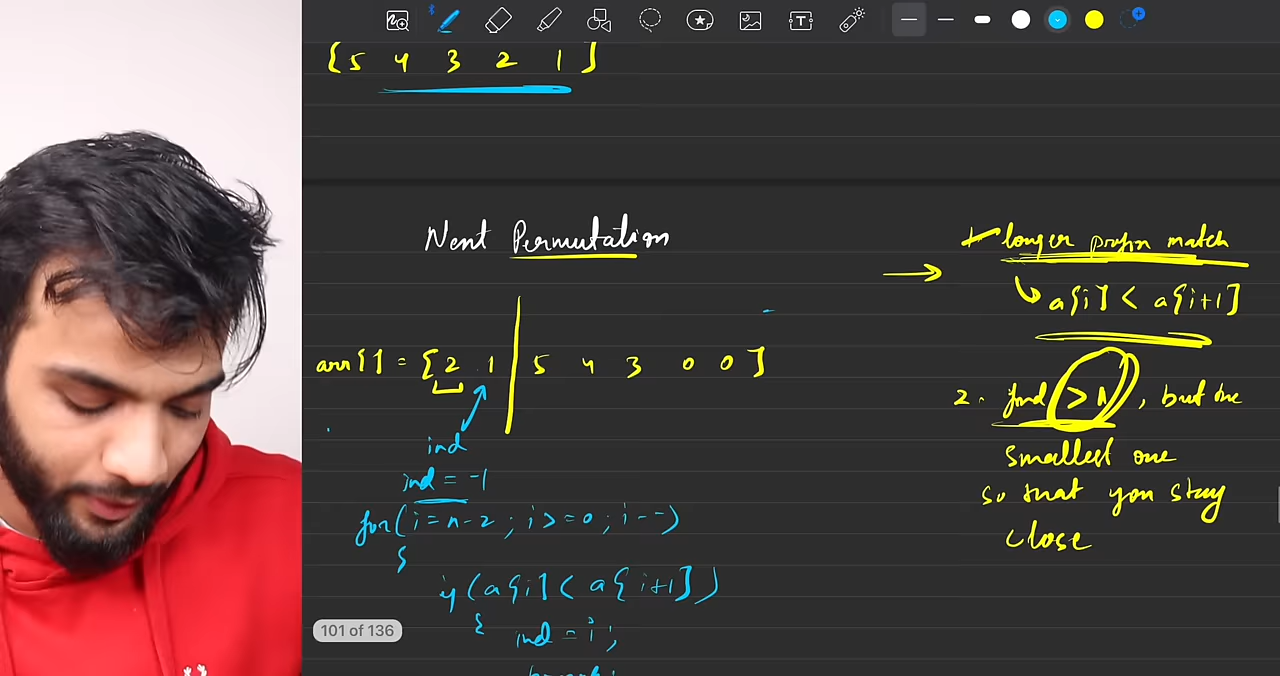 {5 4 3 2 1}
Next Permutation
arr[] = {2 1 5 4 3 0 0}
ind
ind = -1
for(i=n-2; i>=0; i--)
{
if(a[i] < a[i+1])
{
ind = i;
break;
101 of 136
longer prefix match
a[i] < a[i+1]
2. find > 1, but the
smallest one
so that you stay
close